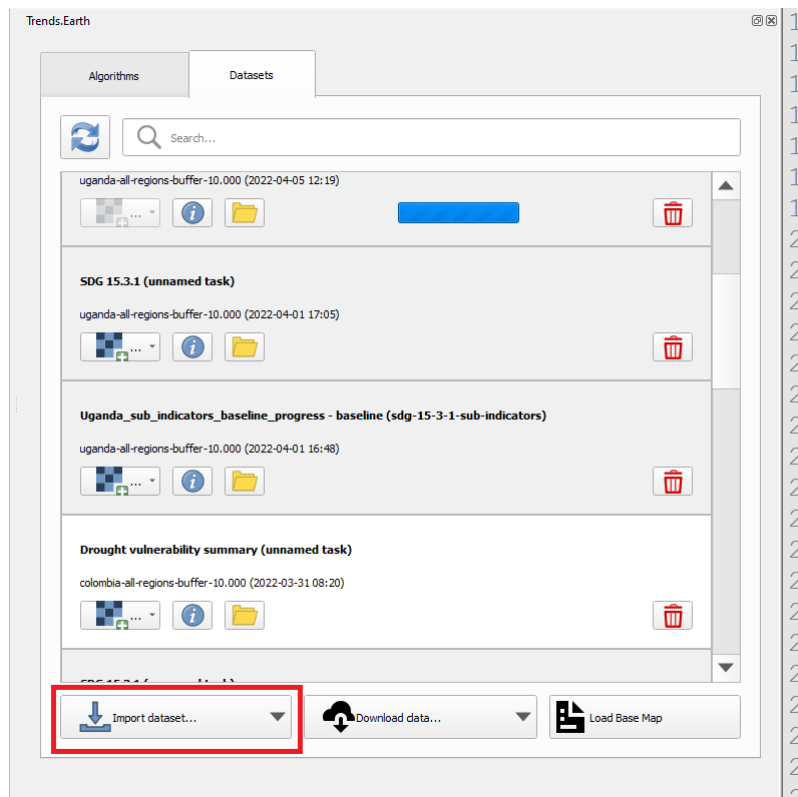 Trends.Earth
Algorithms
Datasets
Search...
uganda-all-regions-buffer-10.000 (2022-04-05 12:19)
...
SDG 15.3.1 (unnamed task)
uganda-all-regions-buffer-10.000 (2022-04-01 17:05)
...
Uganda_sub_indicators_baseline_progress - baseline (sdg-15-3-1-sub-indicators)
uganda-all-regions-buffer-10.000 (2022-04-01 16:48)
...
Drought vulnerability summary (unnamed task)
colombia-all-regions-buffer-10.000 (2022-03-31 08:20)
...
Import dataset...
Download data...
Load Base Map